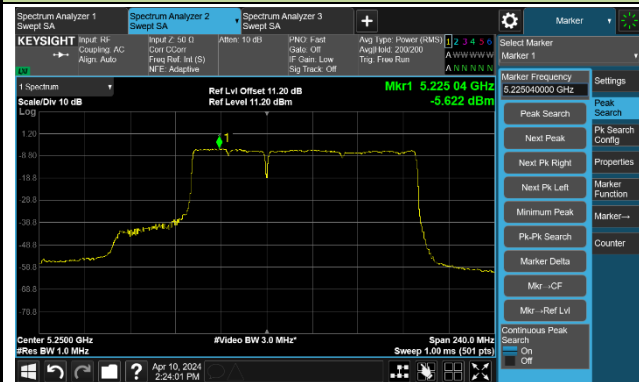 Spectrum Analyzer 1
Swept SA
Spectrum Analyzer 2
Swept SA
Spectrum Analyzer 3
Swept SA
Marker
KEYSIGHT
Input: RF
Coupling: AC
Align: Auto
Input Z: 50 Ω
Corr CCorr
Freq Ref: Int (S)
NFE: Adaptive
Atten: 10 dB
PNO: Fast
Gate: Off
IF Gain: Low
Sig Track: Off
Avg Type: Power (RMS)
Avg|Hold: 200/200
Trig: Free Run
1 2 3 4 5 6
A W W W W W
A N N N N N
LU
Select Marker
Marker 1
1 Spectrum
Scale/Div 10 dB
Log
Ref Lvl Offset 11.20 dB
Ref Level 11.20 dBm
Mkr1 5.225 04 GHz
-5.622 dBm
1.20
-8.80
-18.8
-28.8
-38.8
-48.8
-58.8
-68.8
-78.8
1
Center 5.2500 GHz
#Res BW 1.0 MHz
#Video BW 3.0 MHz*
Span 240.0 MHz
Sweep 1.00 ms (501 pts)
Marker Frequency
5.225040000 GHz
Peak Search
Next Peak
Next Pk Right
Next Pk Left
Minimum Peak
Pk-Pk Search
Marker Delta
Mkr→CF
Mkr→Ref Lvl
Continuous Peak
Search
On
Off
Settings
Peak
Search
Pk Search
Config
Properties
Marker
Function
Marker→
Counter
Apr 10, 2024
2:24:01 PM